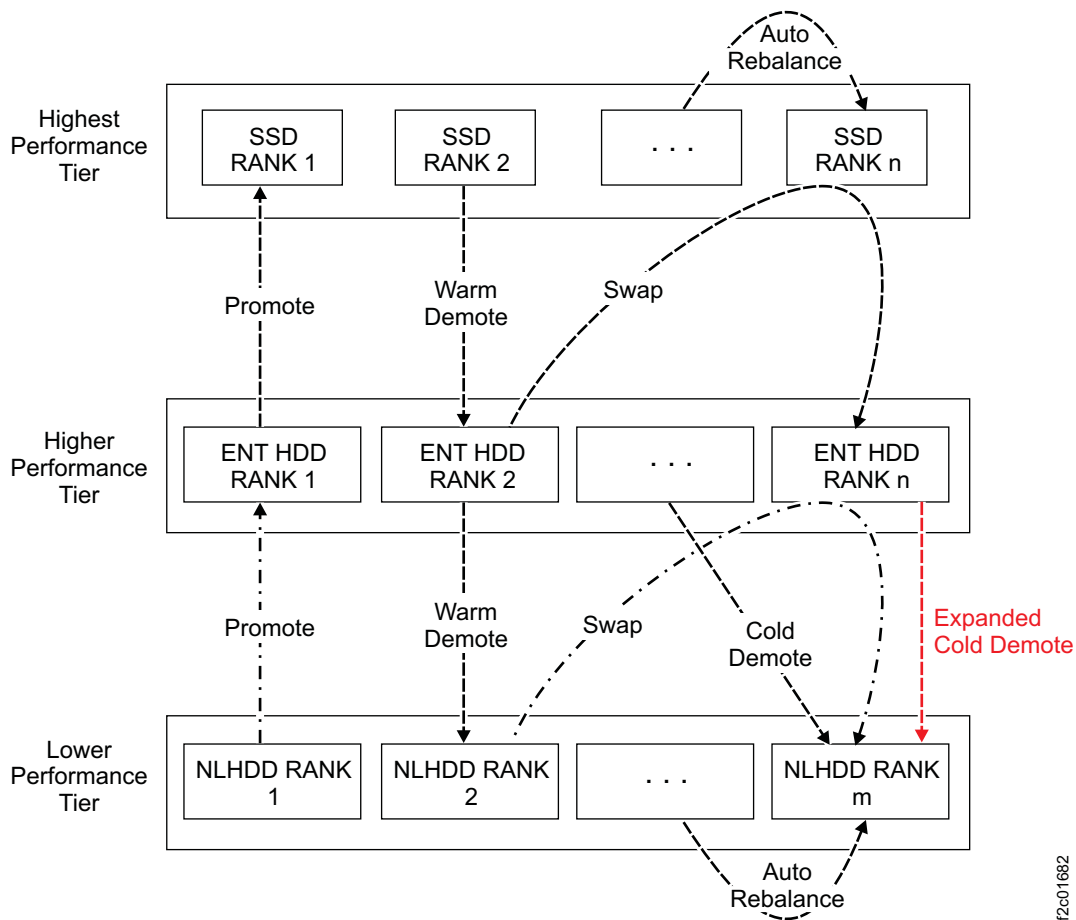 Auto
Rebalance
Highest
Performance
Tier
SSD
RANK 1
SSD
RANK 2
. . .
SSD
RANK n
Promote
Warm
Demote
Swap
Higher
Performance
Tier
ENT HDD
RANK 1
ENT HDD
RANK 2
. . .
ENT HDD
RANK n
Promote
Warm
Demote
Swap
Cold
Demote
Expanded
Cold Demote
Lower
Performance
Tier
NLHDD RANK
1
NLHDD RANK
2
. . .
NLHDD RANK
m
Auto
Rebalance
f2c01682